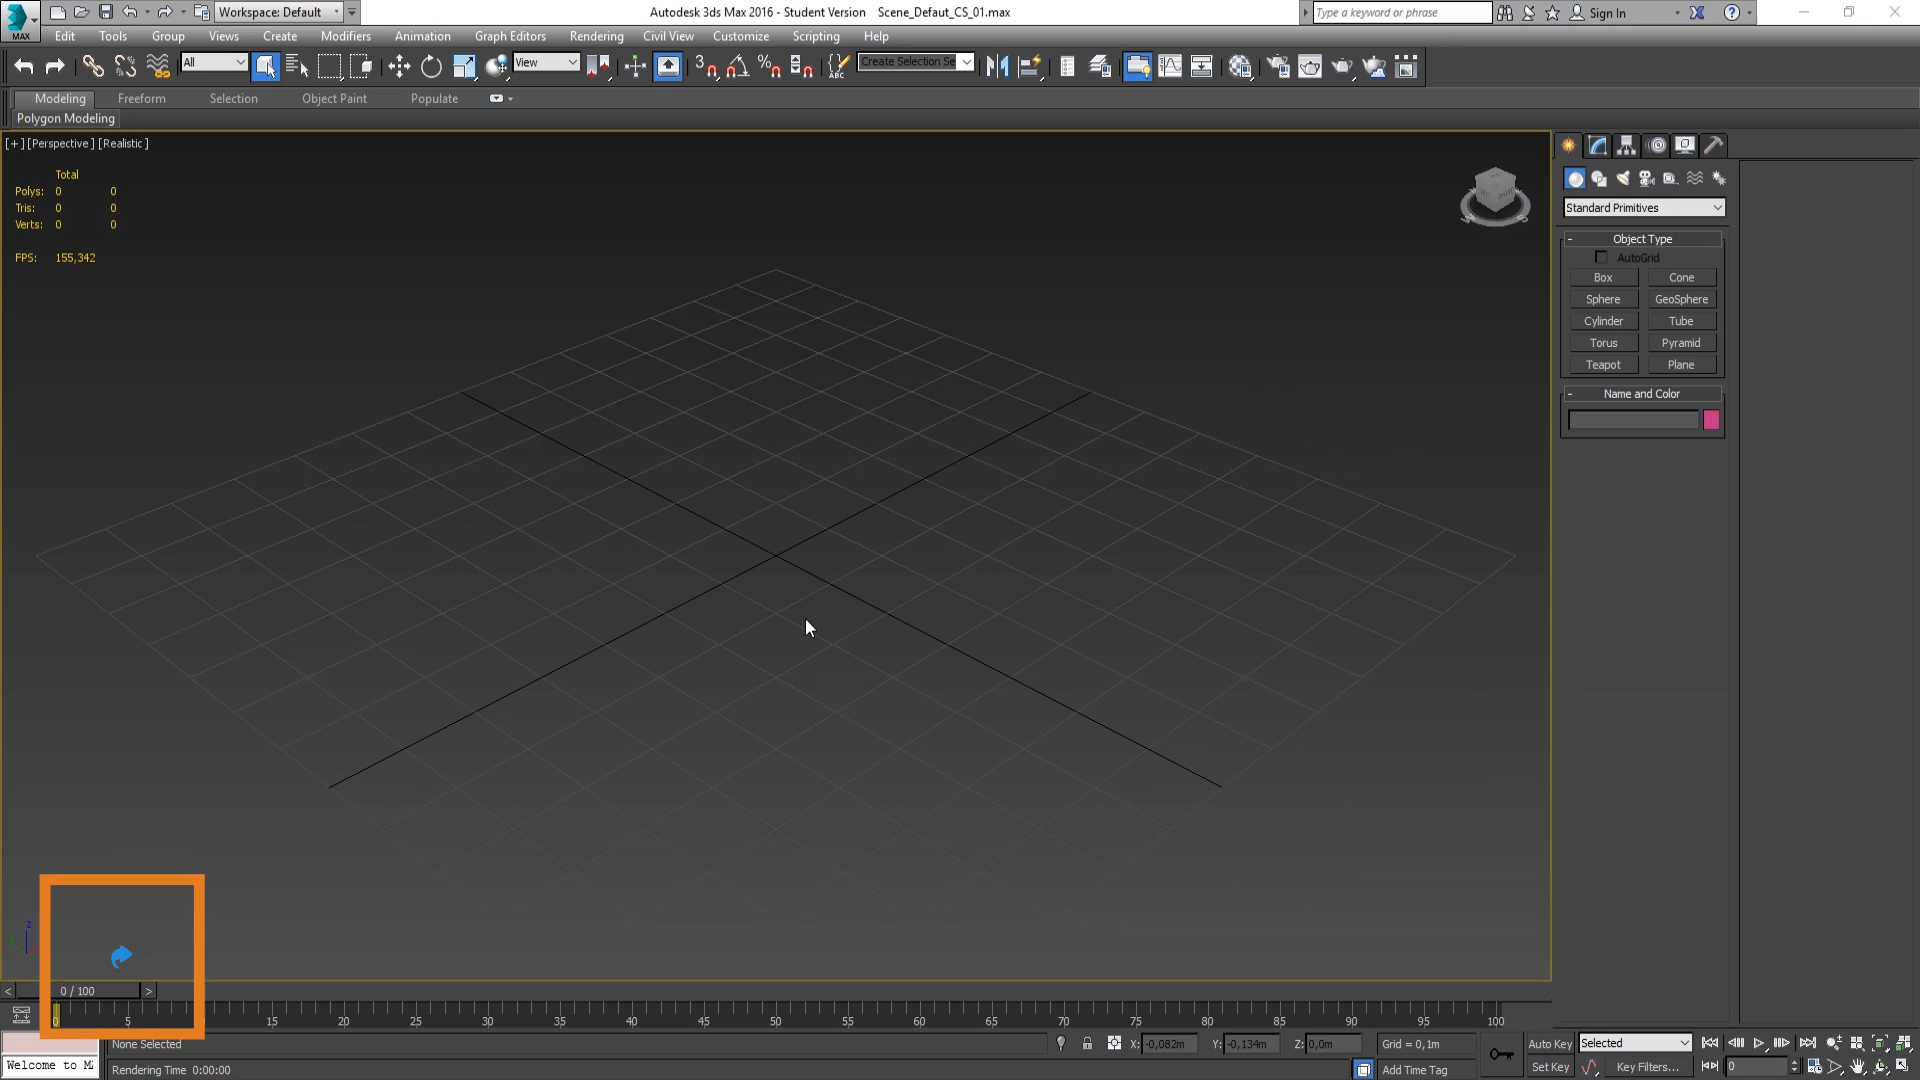 Workspace: Default
Autodesk 3ds Max 2016 - Student Version Scene_Defaut_CS_01.max
Type a keyword or phrase
Sign In
MAX
Edit Tools Group Views Create Modifiers Animation Graph Editors Rendering Civil View Customize Scripting Help
All
View
3
ABC
Create Selection Se
Modeling Freeform Selection Object Paint Populate
Polygon Modeling
[+] [Perspective ] [Realistic ]
Total
Polys: 0 0
Tris: 0 0
Verts: 0 0
FPS: 155,342
Standard Primitives
- Object Type
AutoGrid
Box Cone
Sphere GeoSphere
Cylinder Tube
Torus Pyramid
Teapot Plane
- Name and Color
z
< 0 / 100 >
0 5 15 20 25 30 35 40 45 50 55 60 65 70 75 80 85 90 95 100
None Selected
X: -0,082m Y: -0,134m Z: 0,0m
Grid = 0,1m
Auto Key
Selected
Welcome to M
Rendering Time 0:00:00
Add Time Tag
Set Key
Key Filters...
0